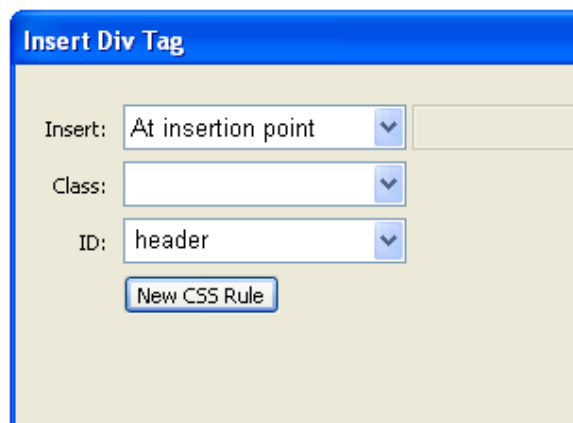 Insert Div Tag
Insert: At insertion point
Class:
ID: header
New CSS Rule